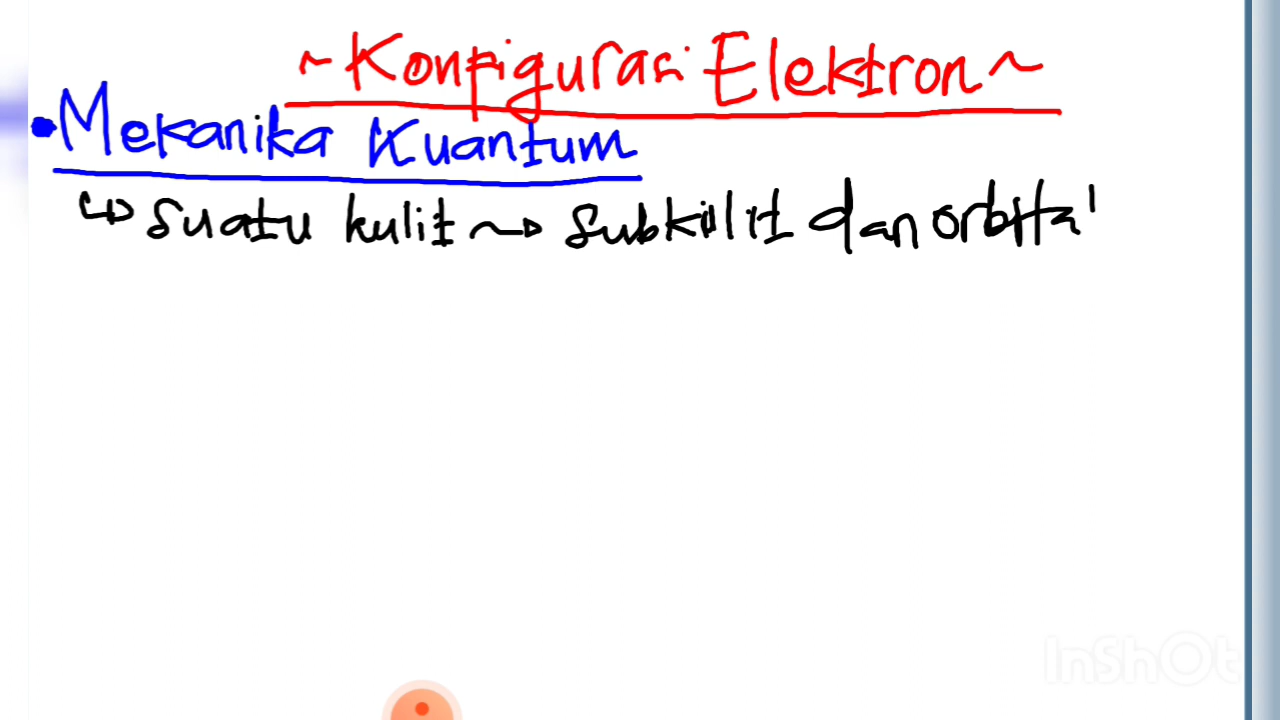 ~Konfigurasi Elektron~
•Mekanika Kuantum
↪ suatu kulit ~> subkulit dan orbital
InShOt